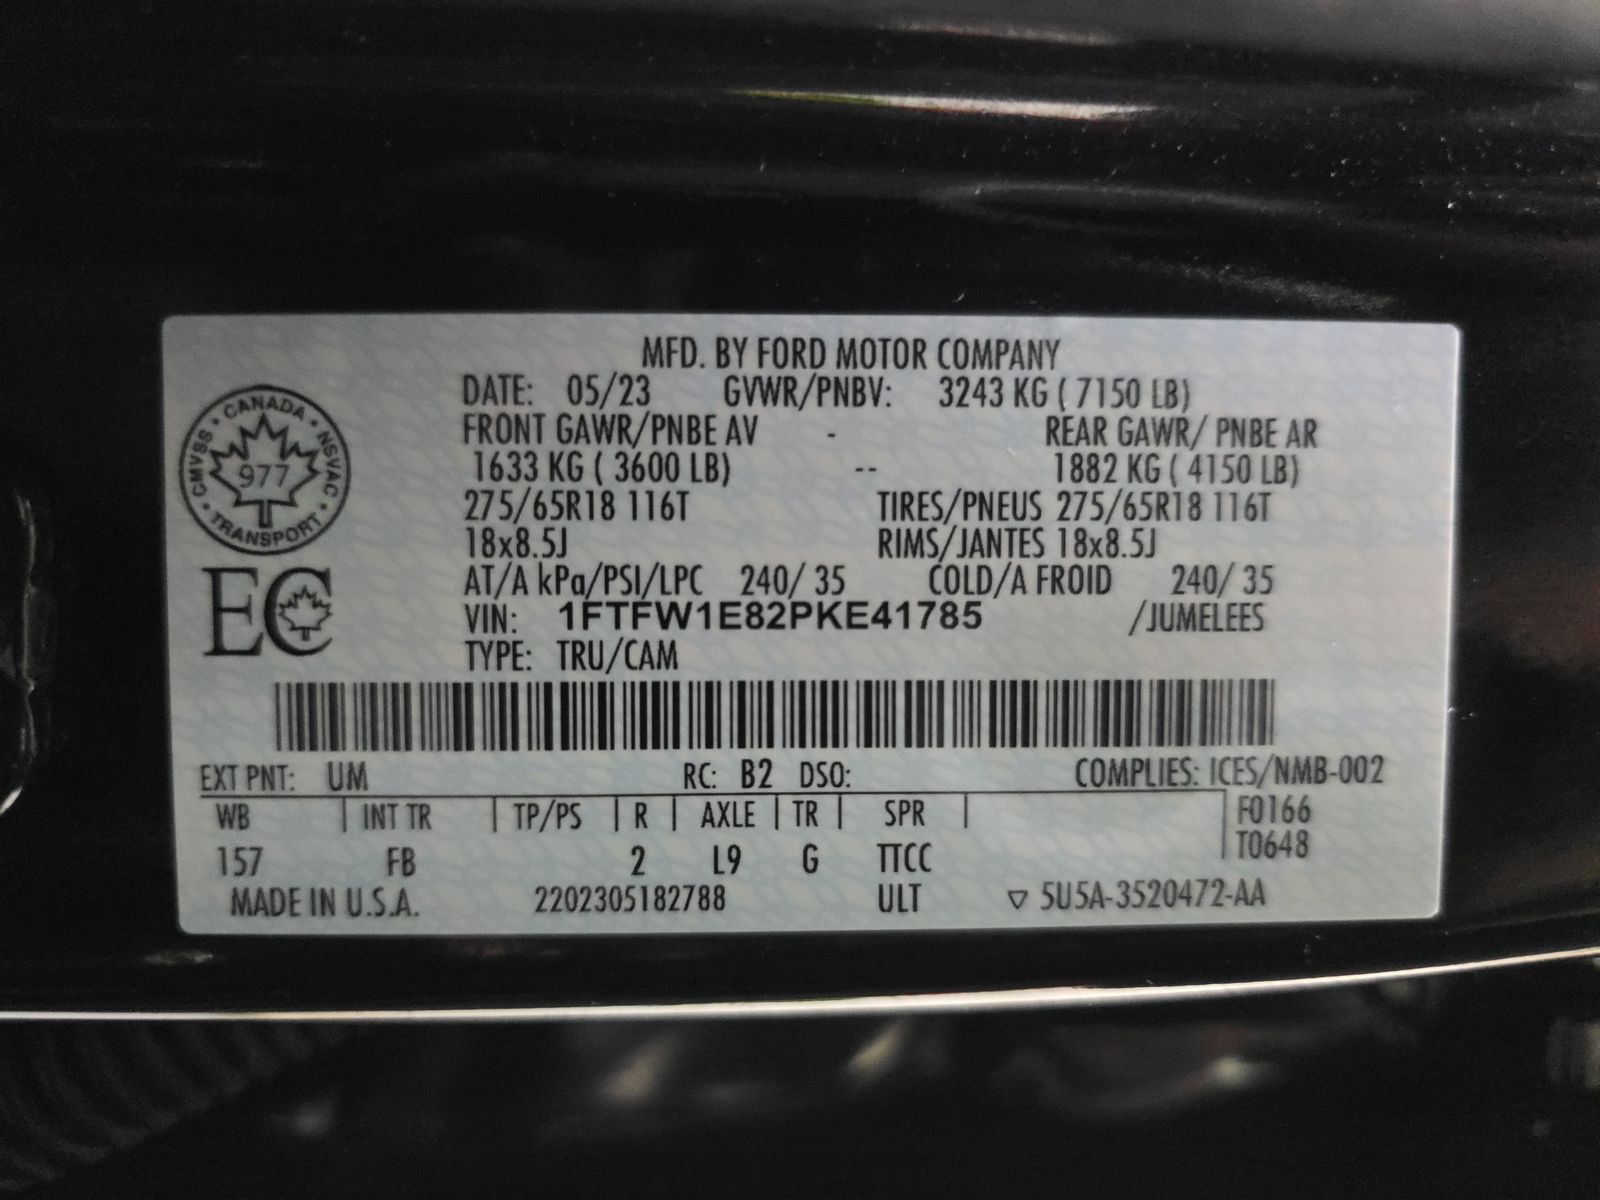 MFD. BY FORD MOTOR COMPANY
DATE: 05/23 GVWR/PNBV: 3243 KG ( 7150 LB)
FRONT GAWR/PNBE AV - REAR GAWR/ PNBE AR
1633 KG ( 3600 LB) -- 1882 KG ( 4150 LB)
275/65R18 116T TIRES/PNEUS 275/65R18 116T
18x8.5J RIMS/JANTES 18x8.5J
AT/A kPa/PSI/LPC 240/ 35 COLD/A FROID 240/ 35
VIN: 1FTFW1E82PKE41785 /JUMELEES
TYPE: TRU/CAM
CANADA • NSVAC • TRANSPORT • CMVSS •
977
EC
EXT PNT: UM RC: B2 DSO: COMPLIES: ICES/NMB-002
WB | INT TR | TP/PS | R | AXLE | TR | SPR | F0166
157 FB 2 L9 G TTCC | T0648
MADE IN U.S.A. 2202305182788 ULT ▽ 5U5A-3520472-AA